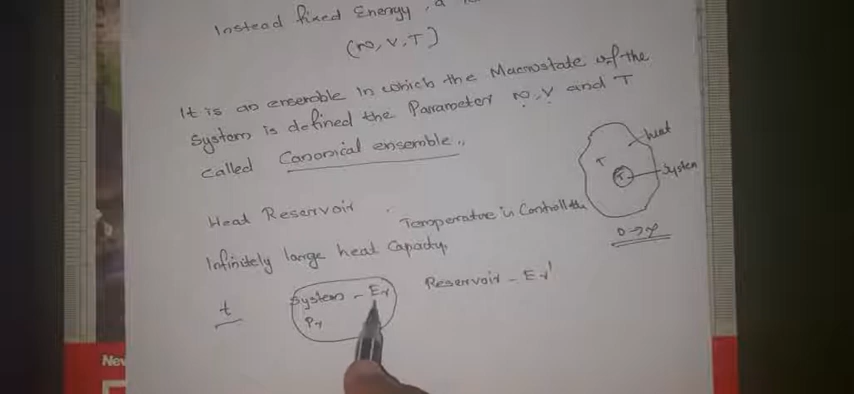 Instead fixed Energy, a
(N, V, T)
It is an ensemble in which the Macrostate of the
System is defined the Parameter N, V and T
called Canonical ensemble.
heat
T
System
T
Heat Reservoir
Temperature is Controlled
Infinitely large heat Capacity.
System - Er
Reservoir - Er'
t
Pr
New